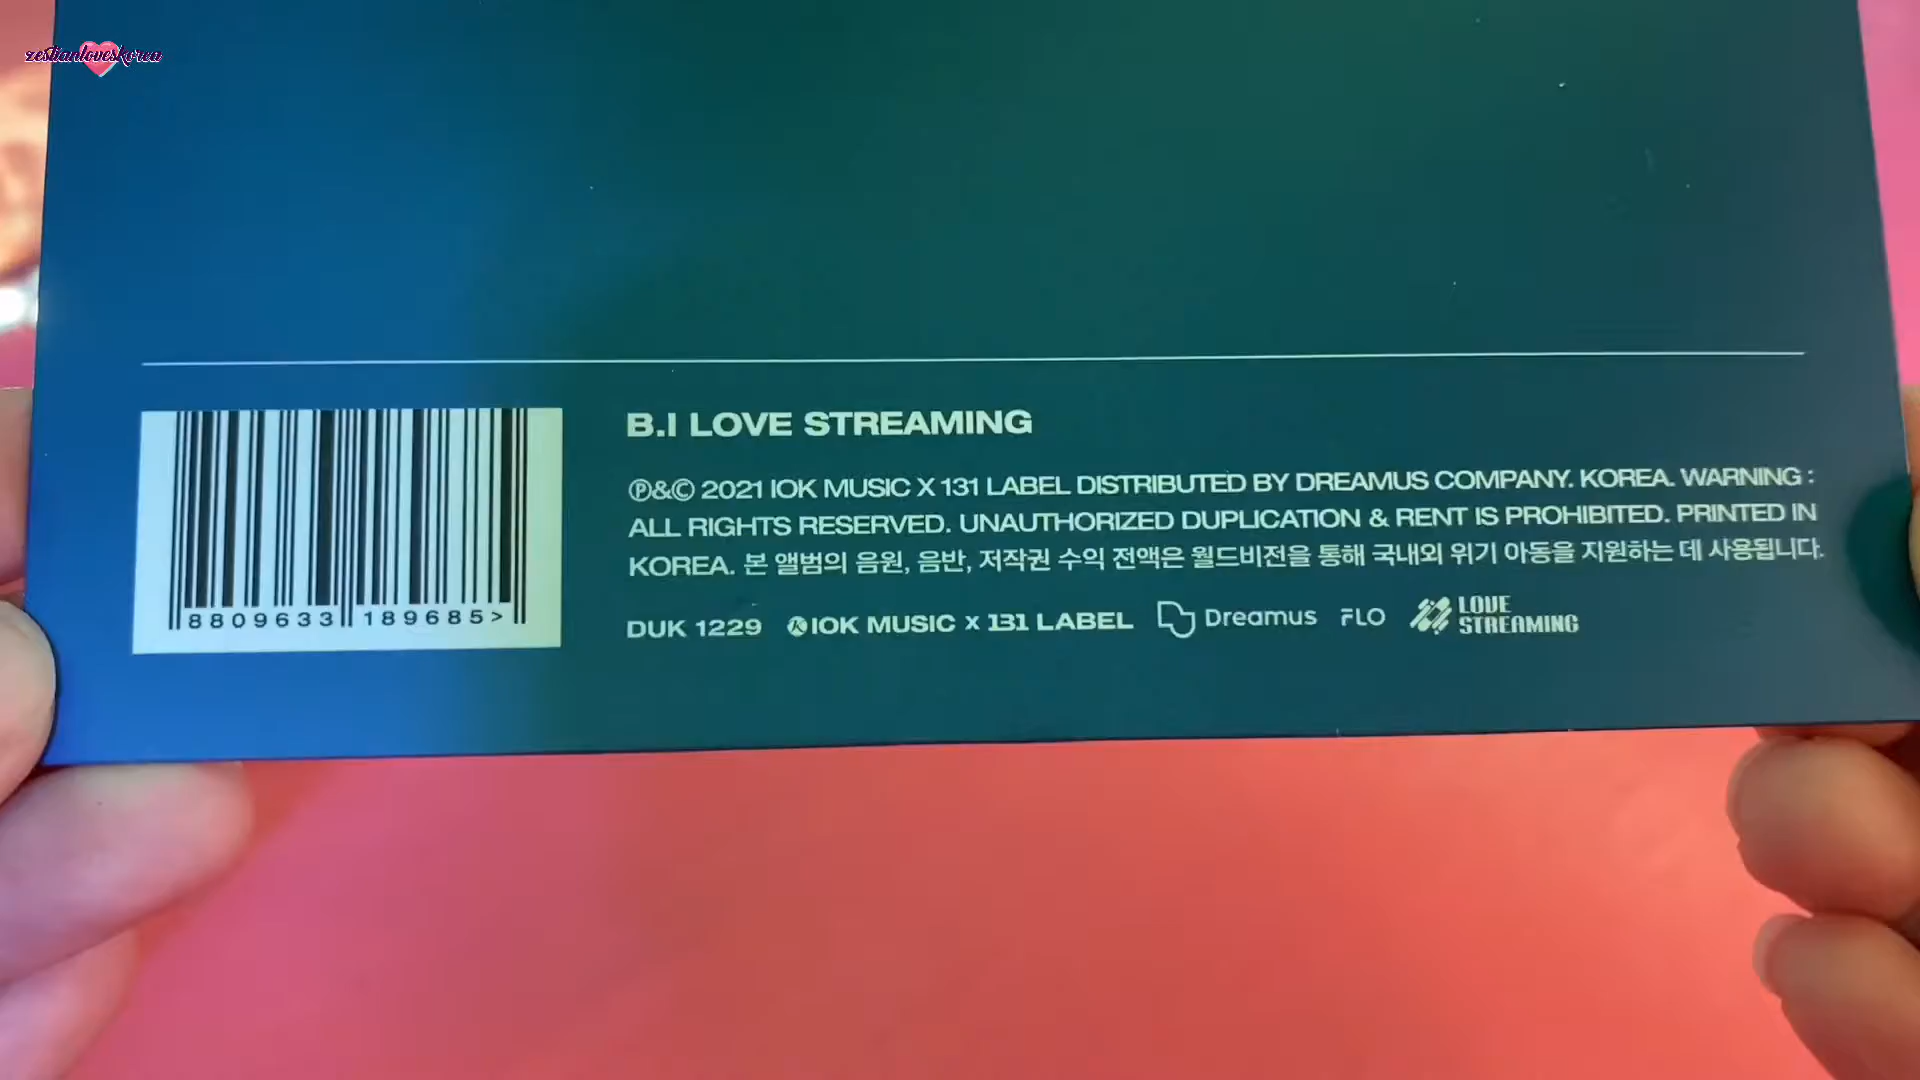 zestianloveskorea
B.I LOVE STREAMING
℗&© 2021 IOK MUSIC X 131 LABEL DISTRIBUTED BY DREAMUS COMPANY. KOREA. WARNING :
ALL RIGHTS RESERVED. UNAUTHORIZED DUPLICATION & RENT IS PROHIBITED. PRINTED IN
KOREA. 본 앨범의 음원, 음반, 저작권 수익 전액은 월드비전을 통해 국내외 위기 아동을 지원하는 데 사용됩니다.
8809633 189685>
DUK 1229 IOK MUSIC x 131 LABEL Dreamus FLO LOVE
STREAMING